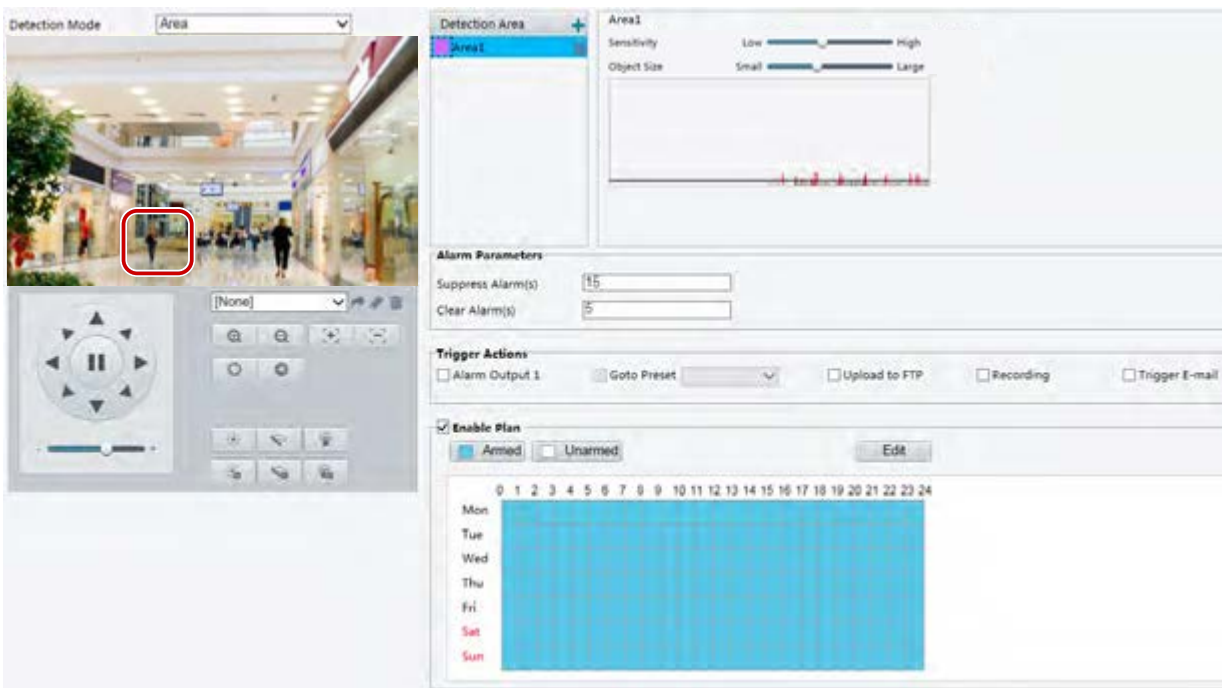 Detection Mode
Area
[None]
Detection Area
Area1
Area1
Sensitivity
Low
High
Object Size
Small
Large
Alarm Parameters
Suppress Alarm(s)
15
Clear Alarm(s)
5
Trigger Actions
Alarm Output 1
Goto Preset
Upload to FTP
Recording
Trigger E-mail
Enable Plan
Armed
Unarmed
Edit
0 1 2 3 4 5 6 7 8 9 10 11 12 13 14 15 16 17 18 19 20 21 22 23 24
Mon
Tue
Wed
Thu
Fri
Sat
Sun